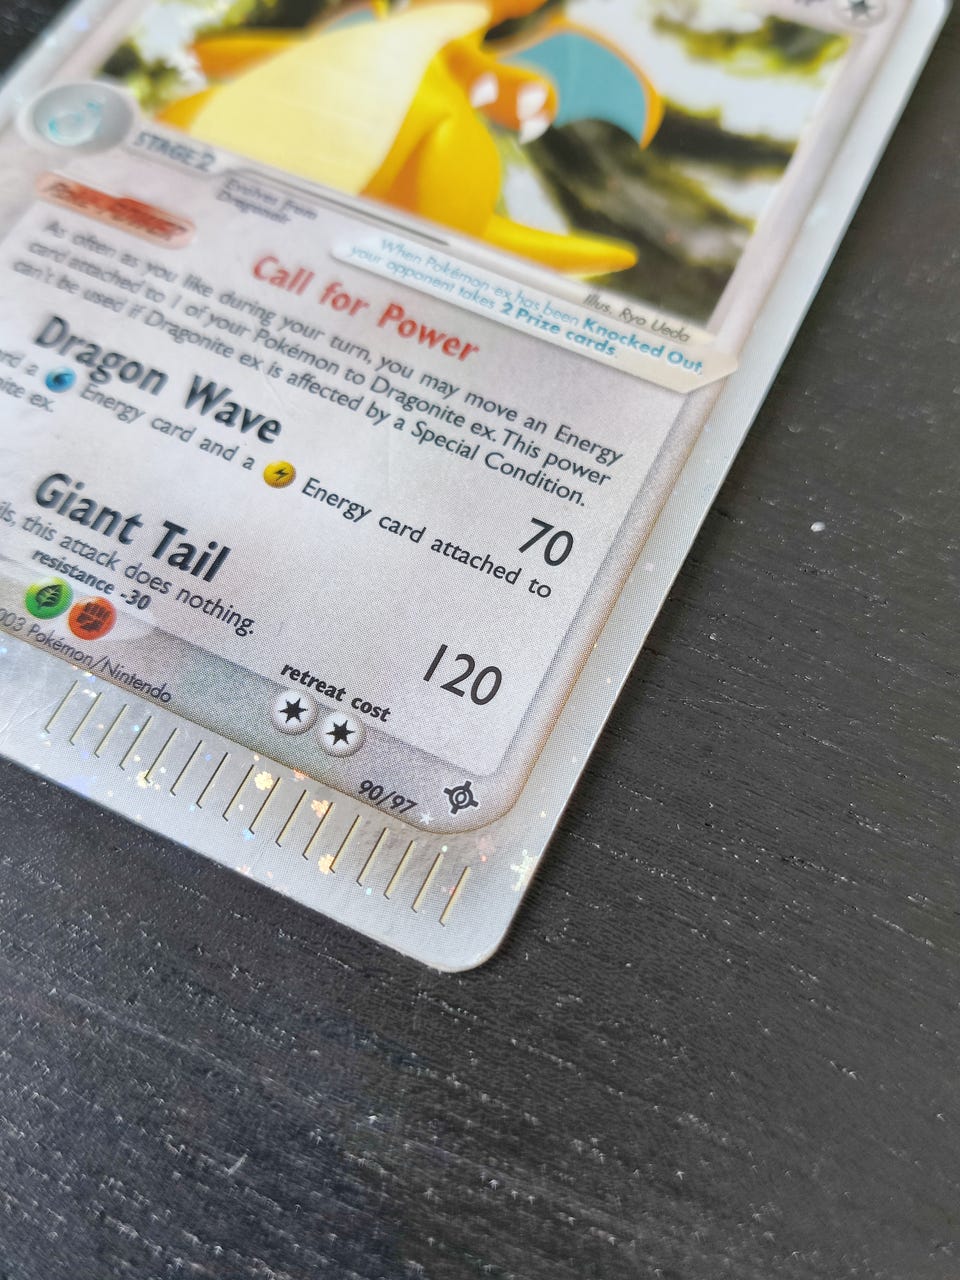 STAGE 2
Evolves from
Dragonair
When Pokémon-ex has been Knocked Out,
your opponent takes 2 Prize cards.
Illus. Ryo Ueda
Poké-POWER
Call for Power
As often as you like during your turn, you may move an Energy
card attached to 1 of your Pokémon to Dragonite ex. This power
can't be used if Dragonite ex is affected by a Special Condition.
Dragon Wave
70
a Energy card and a Energy card attached to
ex.
Giant Tail
120
this attack does nothing.
resistance -30
retreat cost
003 Pokémon/Nintendo
90/97